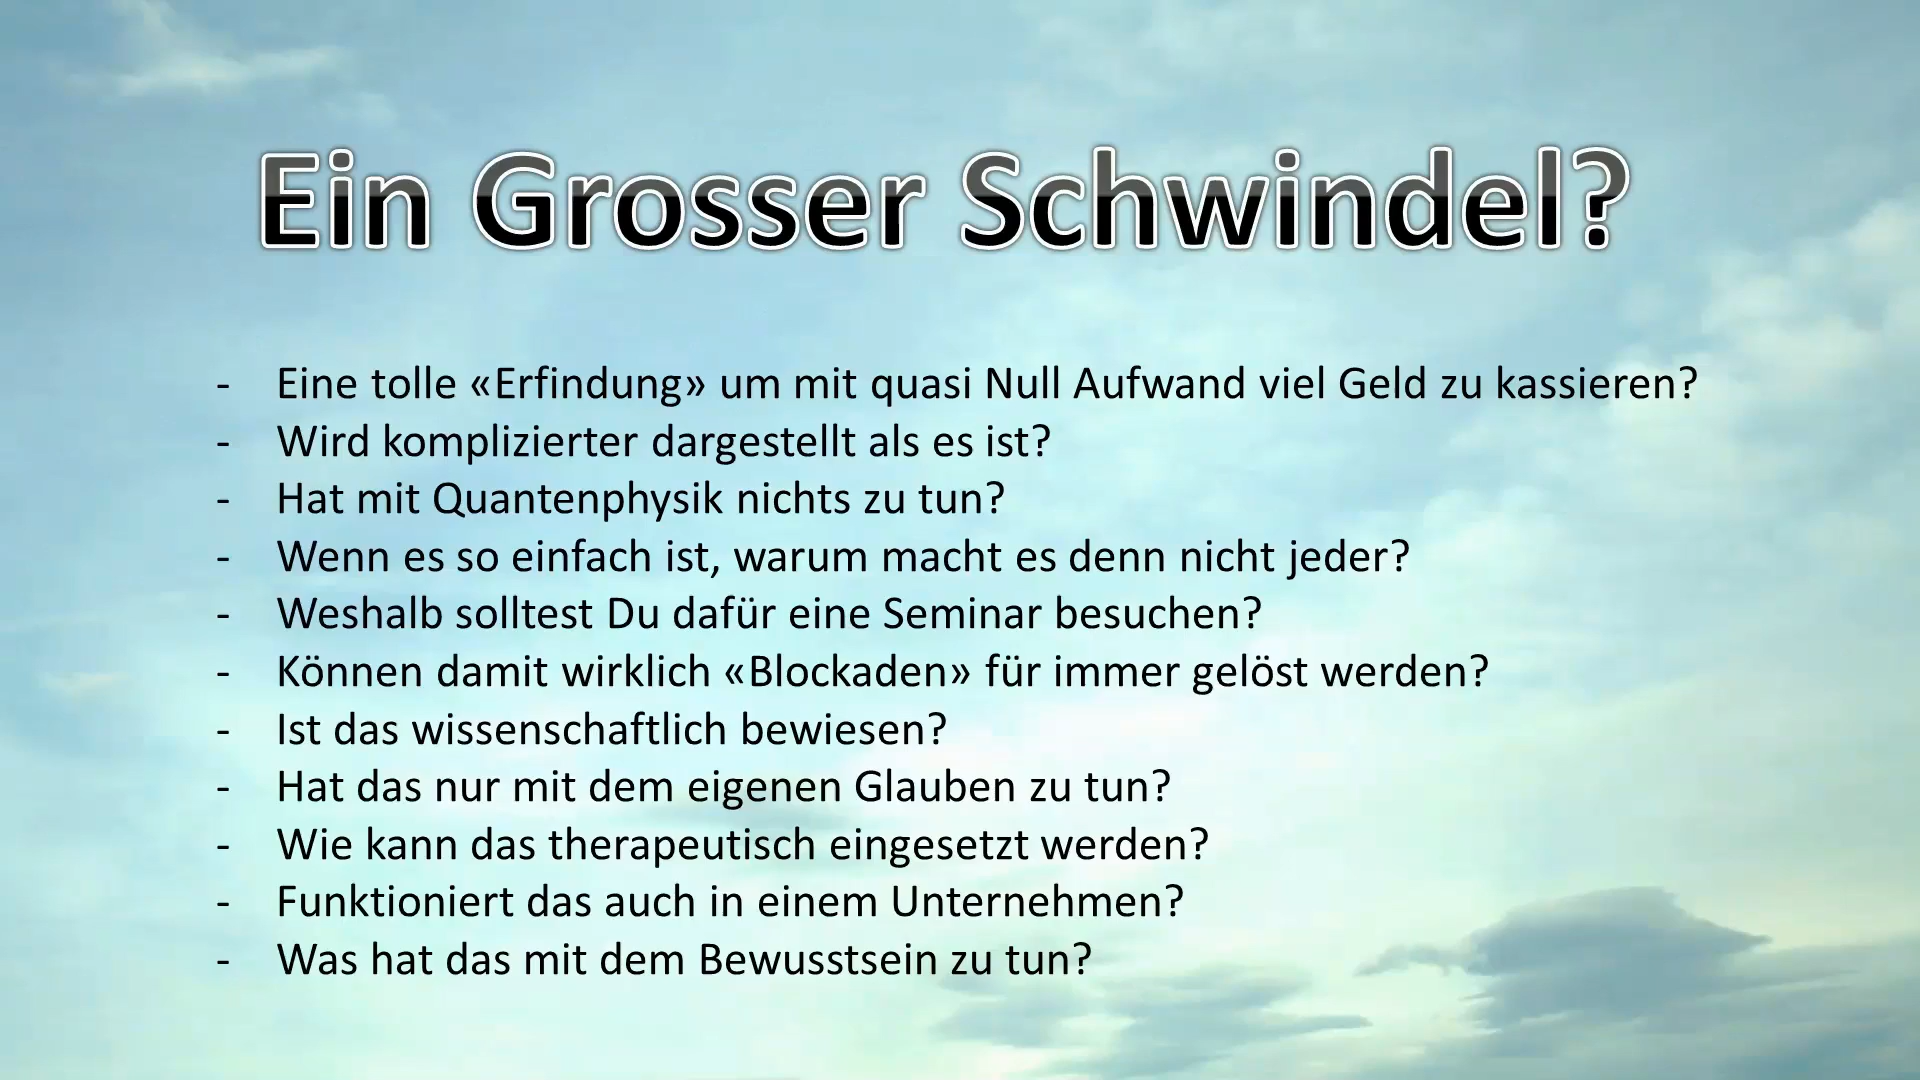 Ein Grosser Schwindel?
- Eine tolle «Erfindung» um mit quasi Null Aufwand viel Geld zu kassieren?
- Wird komplizierter dargestellt als es ist?
- Hat mit Quantenphysik nichts zu tun?
- Wenn es so einfach ist, warum macht es denn nicht jeder?
- Weshalb solltest Du dafür eine Seminar besuchen?
- Können damit wirklich «Blockaden» für immer gelöst werden?
- Ist das wissenschaftlich bewiesen?
- Hat das nur mit dem eigenen Glauben zu tun?
- Wie kann das therapeutisch eingesetzt werden?
- Funktioniert das auch in einem Unternehmen?
- Was hat das mit dem Bewusstsein zu tun?